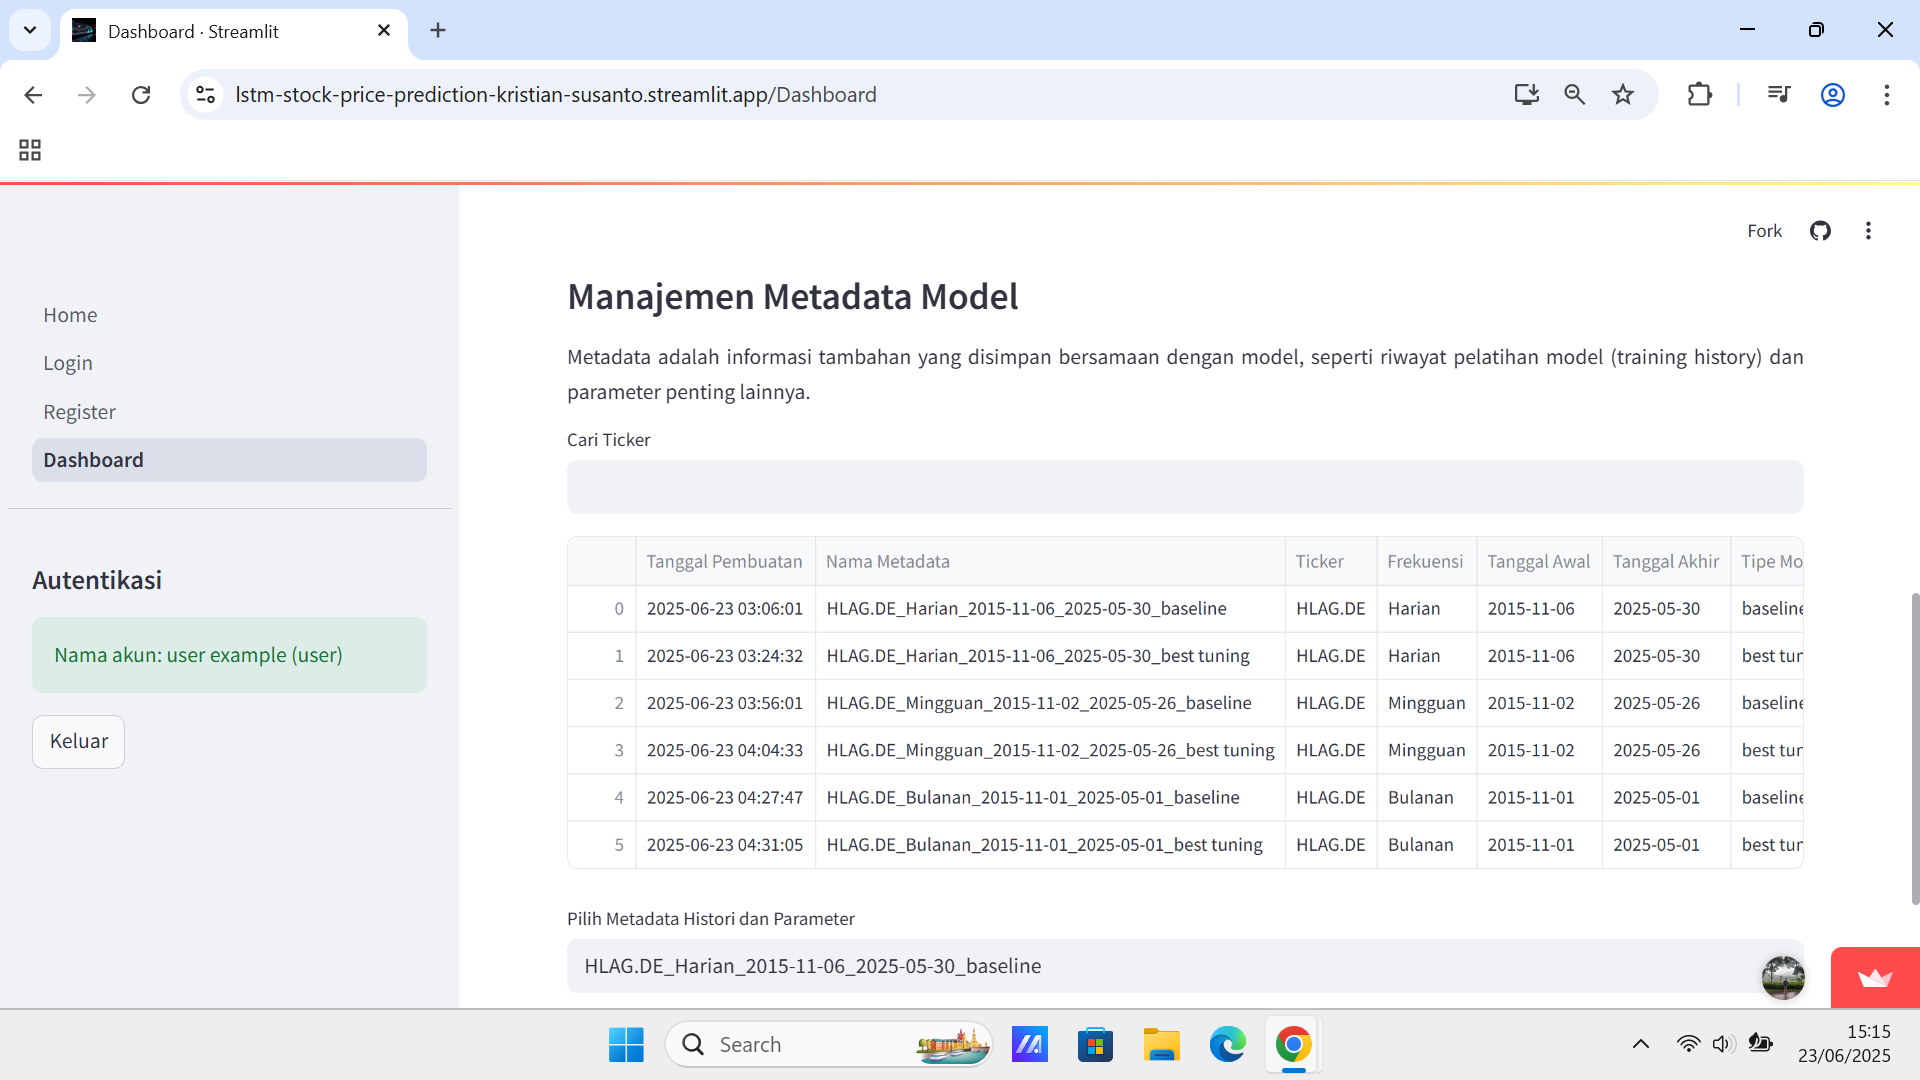 Dashboard · Streamlit
lstm-stock-price-prediction-kristian-susanto.streamlit.app/Dashboard
Fork
Home
Login
Register
Dashboard
Autentikasi
Nama akun: user example (user)
Keluar
Manajemen Metadata Model
Metadata adalah informasi tambahan yang disimpan bersamaan dengan model, seperti riwayat pelatihan model (training history) dan
parameter penting lainnya.
Cari Ticker
Tanggal Pembuatan Nama Metadata Ticker Frekuensi Tanggal Awal Tanggal Akhir Tipe Mo
0 2025-06-23 03:06:01 HLAG.DE_Harian_2015-11-06_2025-05-30_baseline HLAG.DE Harian 2015-11-06 2025-05-30 baseline
1 2025-06-23 03:24:32 HLAG.DE_Harian_2015-11-06_2025-05-30_best tuning HLAG.DE Harian 2015-11-06 2025-05-30 best tun
2 2025-06-23 03:56:01 HLAG.DE_Mingguan_2015-11-02_2025-05-26_baseline HLAG.DE Mingguan 2015-11-02 2025-05-26 baseline
3 2025-06-23 04:04:33 HLAG.DE_Mingguan_2015-11-02_2025-05-26_best tuning HLAG.DE Mingguan 2015-11-02 2025-05-26 best tun
4 2025-06-23 04:27:47 HLAG.DE_Bulanan_2015-11-01_2025-05-01_baseline HLAG.DE Bulanan 2015-11-01 2025-05-01 baseline
5 2025-06-23 04:31:05 HLAG.DE_Bulanan_2015-11-01_2025-05-01_best tuning HLAG.DE Bulanan 2015-11-01 2025-05-01 best tun
Pilih Metadata Histori dan Parameter
HLAG.DE_Harian_2015-11-06_2025-05-30_baseline
Search
15:15
23/06/2025